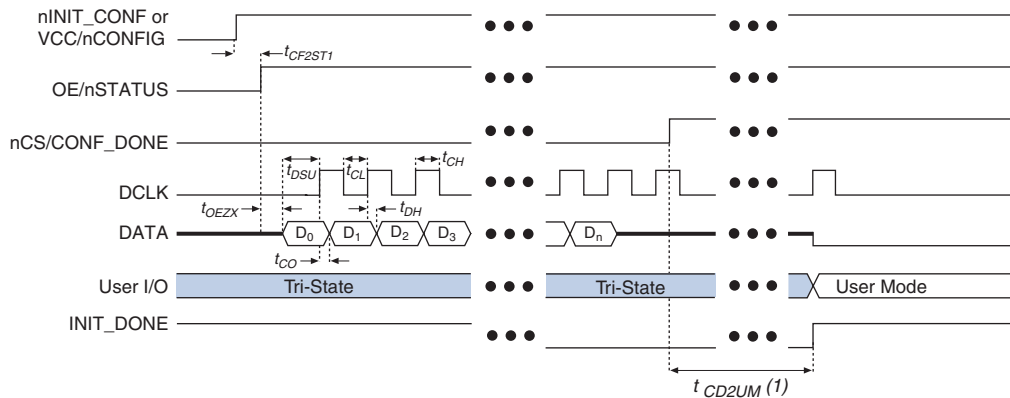 nINIT_CONF or
VCC/nCONFIG
tCF2ST1
OE/nSTATUS
nCS/CONF_DONE
tDSU
tCL
tCH
DCLK
tOEZX
tDH
DATA
D0
D1
D2
D3
Dn
tCO
User I/O
Tri-State
Tri-State
User Mode
INIT_DONE
t CD2UM (1)